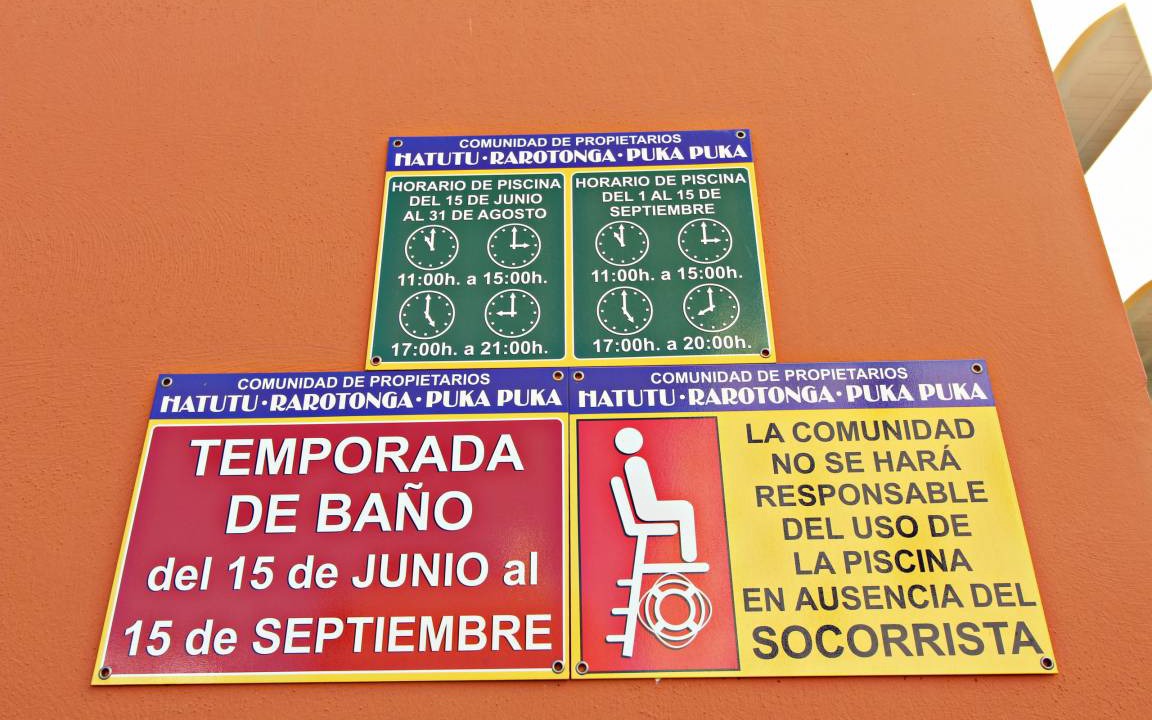 COMUNIDAD DE PROPIETARIOS
HATUTU·RAROTONGA·PUKA PUKA
HORARIO DE PISCINA
DEL 15 DE JUNIO
AL 31 DE AGOSTO
11:00h. a 15:00h.
17:00h. a 21:00h.
HORARIO DE PISCINA
DEL 1 AL 15 DE
SEPTIEMBRE
11:00h. a 15:00h.
17:00h. a 20:00h.
COMUNIDAD DE PROPIETARIOS
HATUTU·RAROTONGA·PUKA PUKA
TEMPORADA
DE BAÑO
del 15 de JUNIO al
15 de SEPTIEMBRE
COMUNIDAD DE PROPIETARIOS
HATUTU·RAROTONGA·PUKA PUKA
LA COMUNIDAD
NO SE HARÁ
RESPONSABLE
DEL USO DE
LA PISCINA
EN AUSENCIA DEL
SOCORRISTA